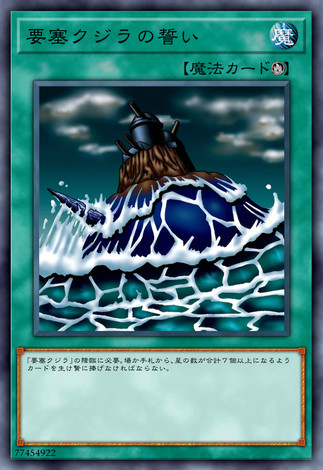 要塞クジラの誓い
魔
【魔法カード】
「要塞クジラ」の降臨に必要。場か手札から、星の数が合計７個以上になるよう
カードを生け贄に捧げなければならない。
77454922